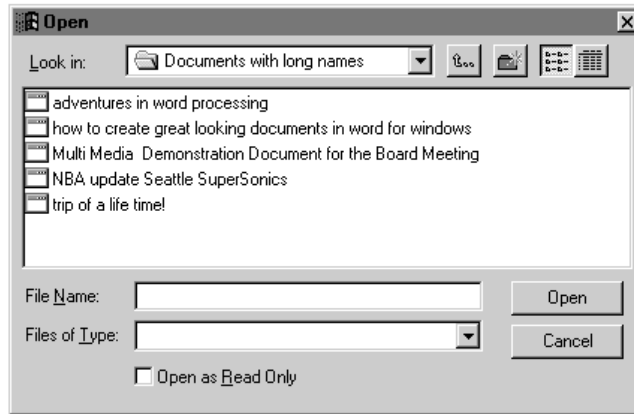 Open
Look in: Documents with long names
adventures in word processing
how to create great looking documents in word for windows
Multi Media  Demonstration Document for the Board Meeting
NBA update Seattle SuperSonics
trip of a life time!
File Name: Open
Files of Type: Cancel
Open as Read Only